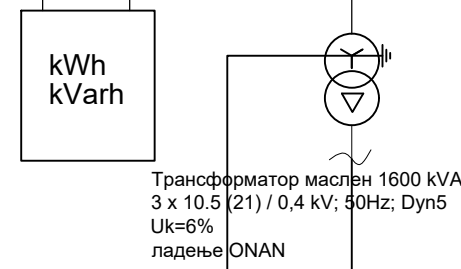 kWh
kVarh
Трансформатор маслен 1600 kVA
3 x 10.5 (21) / 0,4 kV; 50Hz; Dyn5
Uk=6%
ладење ONAN